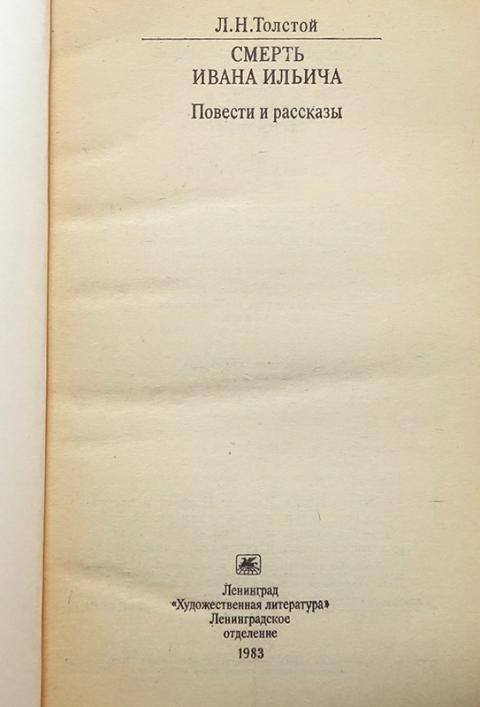 Л.Н.Толстой
СМЕРТЬ
ИВАНА ИЛЬИЧА
Повести и рассказы
Ленинград
«Художественная литература»
Ленинградское
отделение
1983